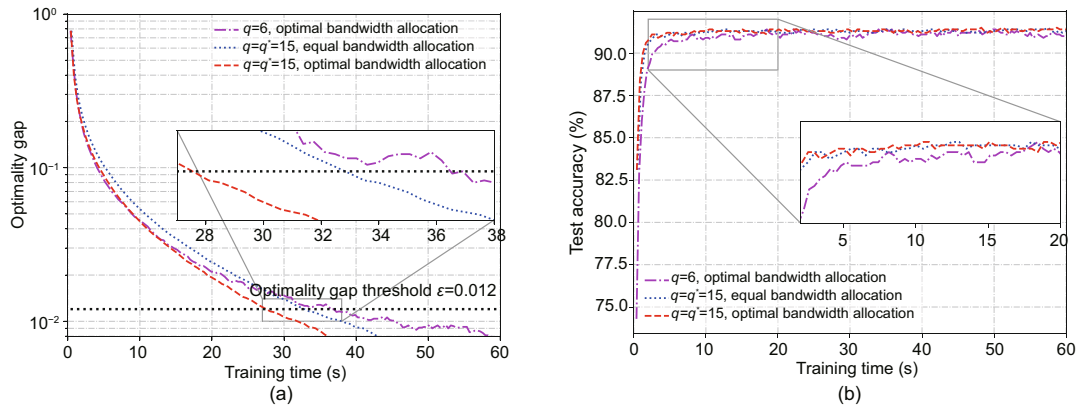 10⁰
10⁻¹
10⁻²
Optimality gap
q=6, optimal bandwidth allocation
q=q*=15, equal bandwidth allocation
q=q*=15, optimal bandwidth allocation
28 30 32 34 36 38
Optimality gap threshold ε=0.012
0 10 20 30 40 50 60
Training time (s)
(a)
90.0
87.5
85.0
82.5
80.0
77.5
75.0
Test accuracy (%)
5 10 15 20
q=6, optimal bandwidth allocation
q=q*=15, equal bandwidth allocation
q=q*=15, optimal bandwidth allocation
0 10 20 30 40 50 60
Training time (s)
(b)